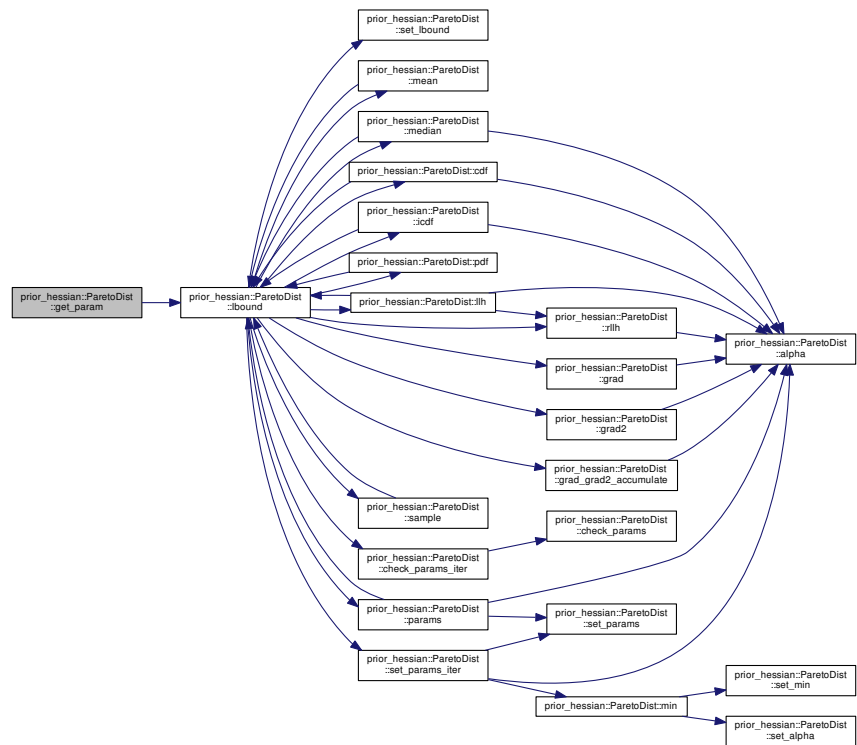 prior_hessian::ParetoDist
::get_param
prior_hessian::ParetoDist
::lbound
prior_hessian::ParetoDist
::set_lbound
prior_hessian::ParetoDist
::mean
prior_hessian::ParetoDist
::median
prior_hessian::ParetoDist::cdf
prior_hessian::ParetoDist
::icdf
prior_hessian::ParetoDist::pdf
prior_hessian::ParetoDist::llh
prior_hessian::ParetoDist
::sample
prior_hessian::ParetoDist
::check_params_iter
prior_hessian::ParetoDist
::params
prior_hessian::ParetoDist
::set_params_iter
prior_hessian::ParetoDist
::rllh
prior_hessian::ParetoDist
::grad
prior_hessian::ParetoDist
::grad2
prior_hessian::ParetoDist
::grad_grad2_accumulate
prior_hessian::ParetoDist
::check_params
prior_hessian::ParetoDist
::set_params
prior_hessian::ParetoDist::min
prior_hessian::ParetoDist
::alpha
prior_hessian::ParetoDist
::set_min
prior_hessian::ParetoDist
::set_alpha